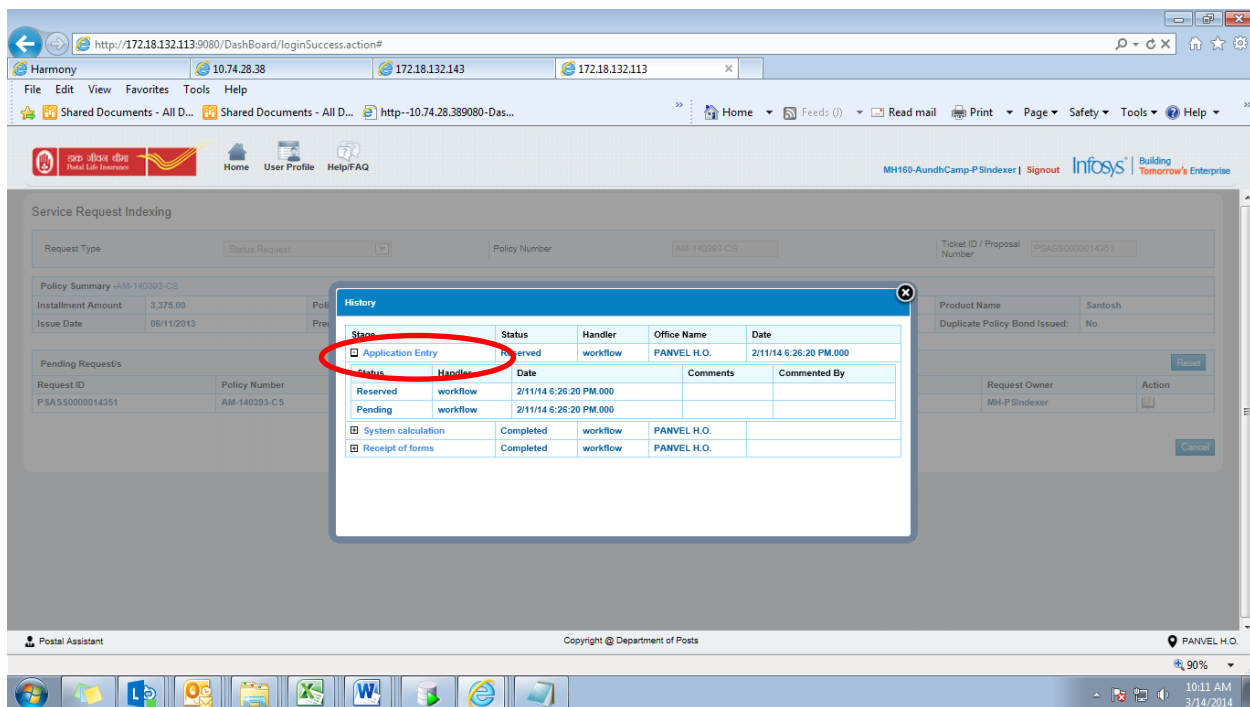 http://172.18.132.113:9080/DashBoard/loginSuccess.action#
Harmony 10.74.28.38 172.18.132.143 172.18.132.113
File Edit View Favorites Tools Help
Shared Documents - All D... Shared Documents - All D... http--10.74.28.389080-Das... Home Feeds (J) Read mail Print Page Safety Tools Help
डाक जीवन बीमा
Postal Life Insurance
Home User Profile Help/FAQ
MH160-AundhCamp-PSIndexer | Signout
Infosys | Building Tomorrow's Enterprise
Service Request Indexing
Request Type Status Request Policy Number AM-140393-CS Ticket ID / Proposal Number PSASS0000014351
Policy Summary -AM-140393-CS
Installment Amount 3,375.00 Poli Product Name Santosh
Issue Date 06/11/2013 Pre Duplicate Policy Bond Issued: No
Pending Request/s Reset
Request ID Policy Number Request Owner Action
PSASS0000014351 AM-140393-CS MH-PSIndexer
Cancel
History
Stage Status Handler Office Name Date
Application Entry Reserved workflow PANVEL H.O. 2/11/14 6:26:20 PM.000
Status Handler Date Comments Commented By
Reserved workflow 2/11/14 6:26:20 PM.000
Pending workflow 2/11/14 6:26:20 PM.000
System calculation Completed workflow PANVEL H.O.
Receipt of forms Completed workflow PANVEL H.O.
Postal Assistant Copyright @ Department of Posts PANVEL H.O.
90%
10:11 AM
3/14/2014